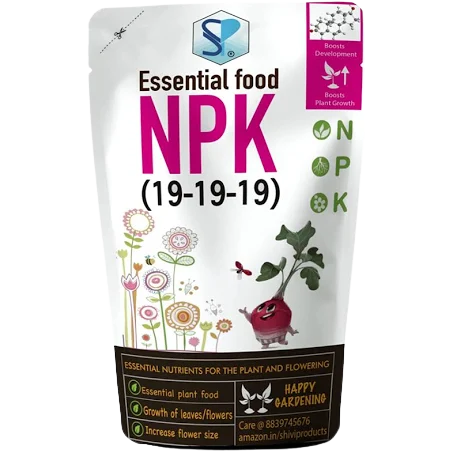 S ®
Boosts
Development
Boosts
Plant Growth
Essential food
NPK
(19-19-19)
N
P
K
ESSENTIAL NUTRIENTS FOR THE PLANT AND FLOWERING
Essential plant food
Growth of leaves/flowers
Increase flower size
HAPPY
GARDENING
Care @ 8839745676
amazon.in/shiviproducts